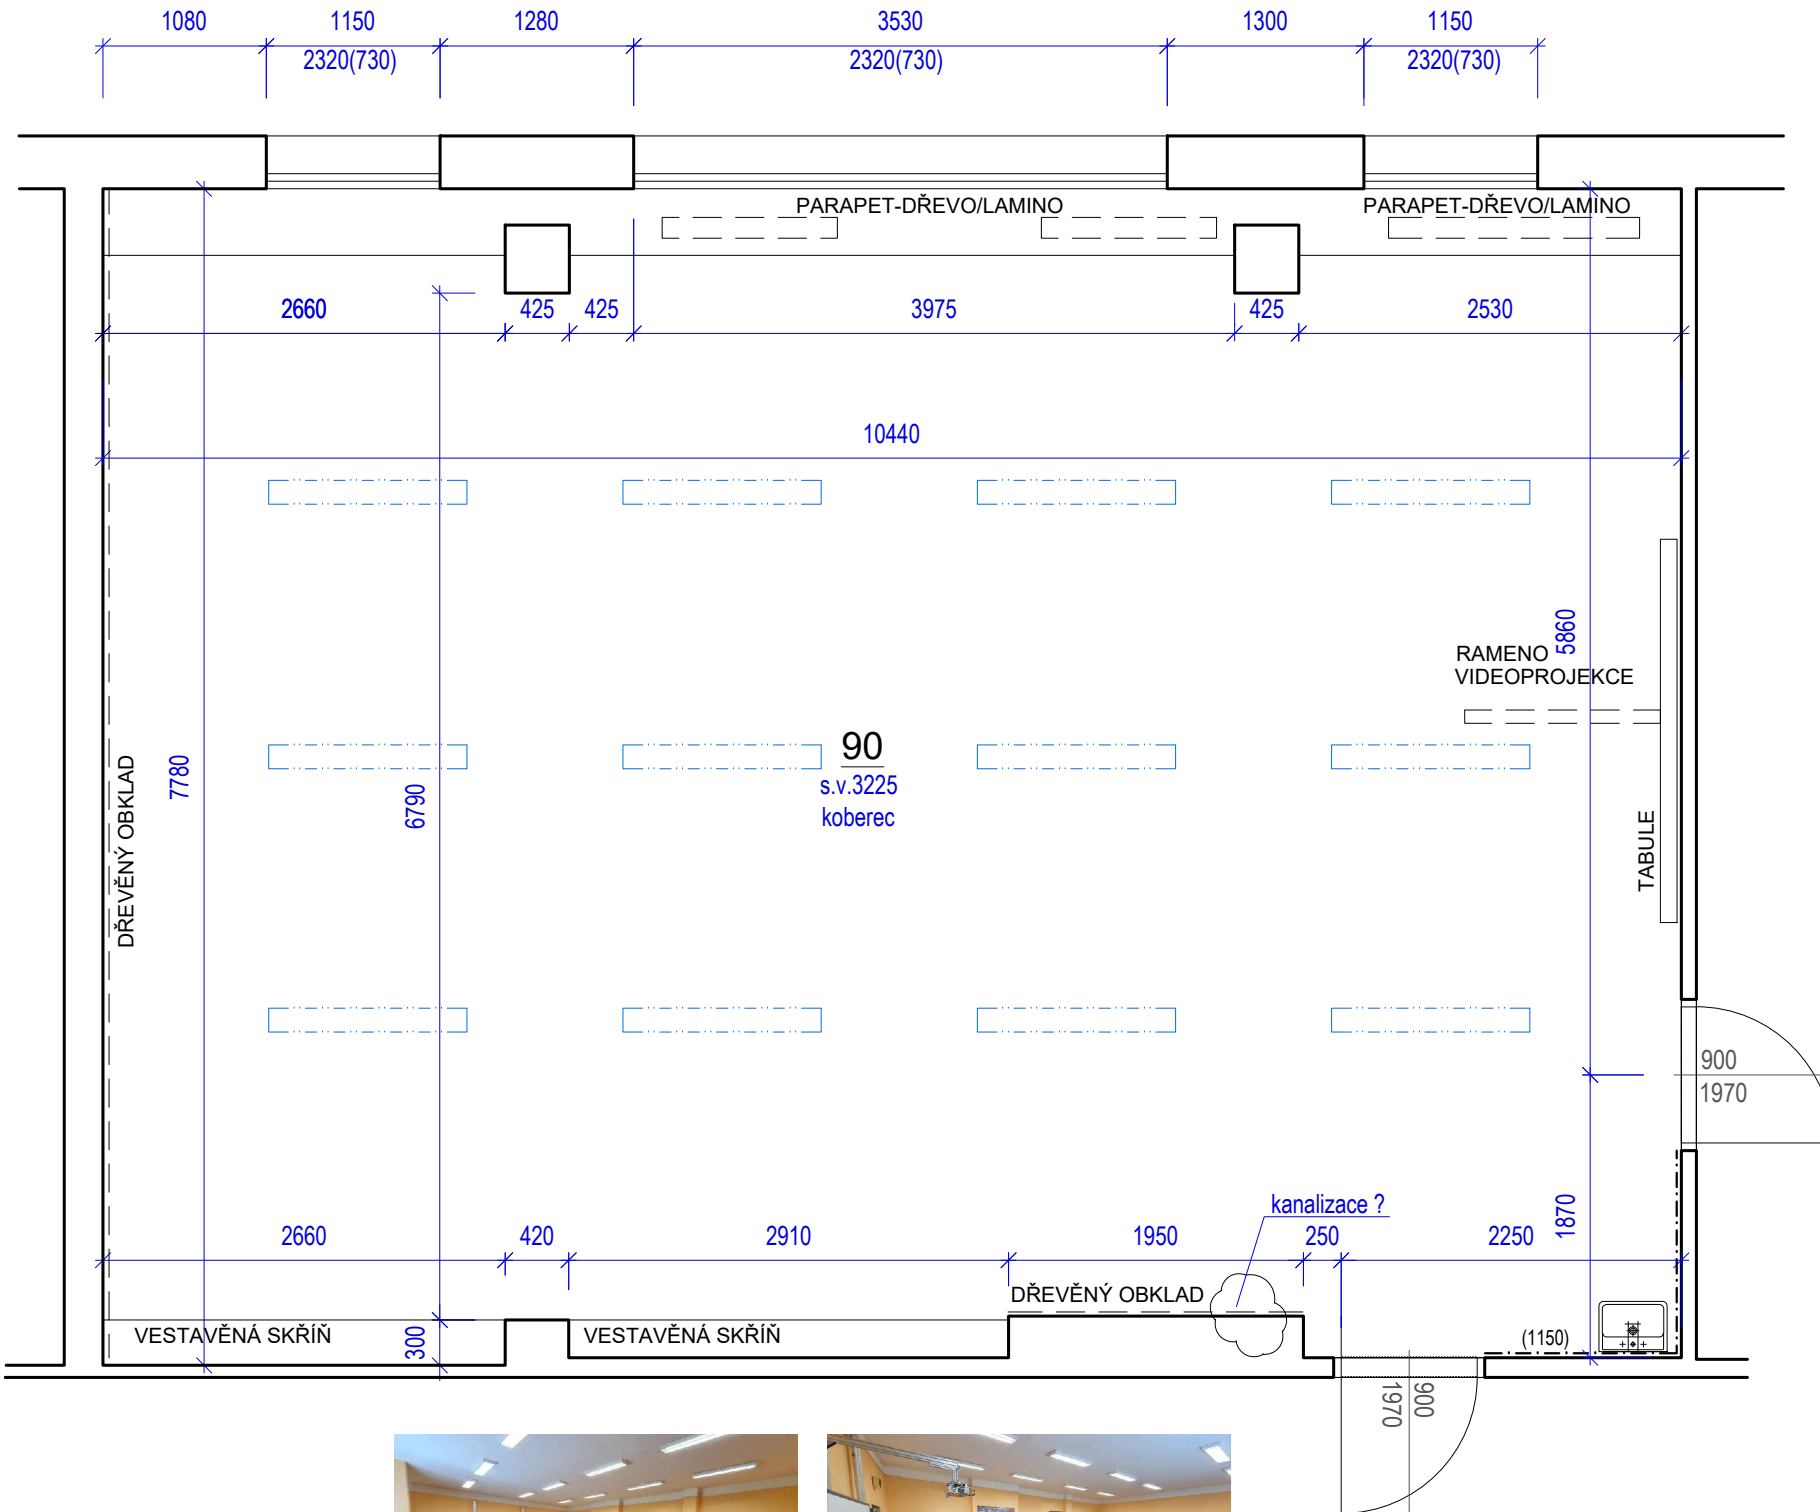 1080 1150 1280 3530 1300 1150
2320(730) 2320(730) 2320(730)
PARAPET-DŘEVO/LAMINO PARAPET-DŘEVO/LAMINO
2660 425 425 3975 425 2530
10440
5860
RAMENO
VIDEOPROJEKCE
90
s.v.3225
koberec
7780
6790
DŘEVĚNÝ OBKLAD
TABULE
900
1970
kanalizace ?
1870
2660 420 2910 1950 250 2250
DŘEVĚNÝ OBKLAD
VESTAVĚNÁ SKŘÍŇ
300
VESTAVĚNÁ SKŘÍŇ
(1150)
900
1970